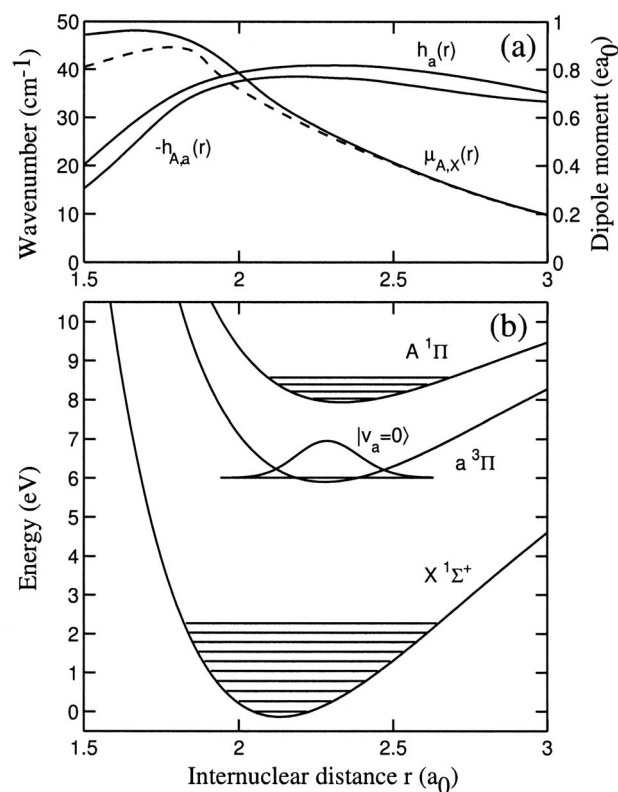 (a)
50
40
30
20
10
0
Wavenumber (cm⁻¹)
1
0.8
0.6
0.4
0.2
0
Dipole moment (ea₀)
hₐ(r)
-h_A,a(r)
μ_A,X(r)
1.5 2 2.5 3
(b)
10
9
8
7
6
5
4
3
2
1
0
Energy (eV)
A ¹Π
|vₐ=0⟩
a ³Π
X ¹Σ⁺
1.5 2 2.5 3
Internuclear distance r (a₀)